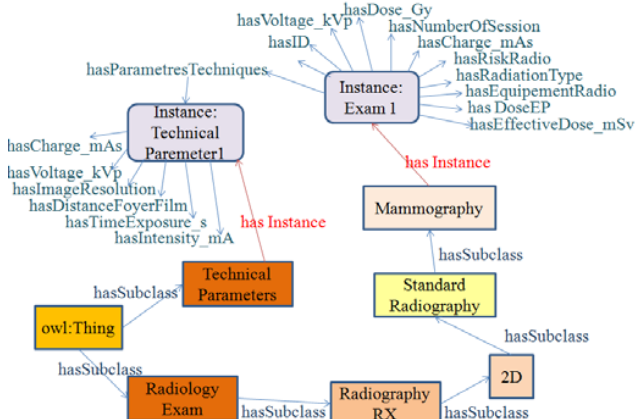 hasDose_Gy
hasVoltage_kVp
hasNumberOfSession
hasID
hasCharge_mAs
hasRiskRadio
hasParametresTechniques
hasRadiationType
Instance:
Exam 1
hasEquipementRadio
has DoseEP
hasEffectiveDose_mSv
Instance:
Technical
Paremeter1
hasCharge_mAs
has Instance
hasVoltage_kVp
hasImageResolution
hasDistanceFoyerFilm
hasTimeExposure_s
hasIntensity_mA
has Instance
Mammography
hasSubclass
Technical
Parameters
hasSubclass
Standard
Radiography
owl:Thing
hasSubclass
hasSubclass
2D
Radiology
Exam
hasSubclass
Radiography
RX
hasSubclass